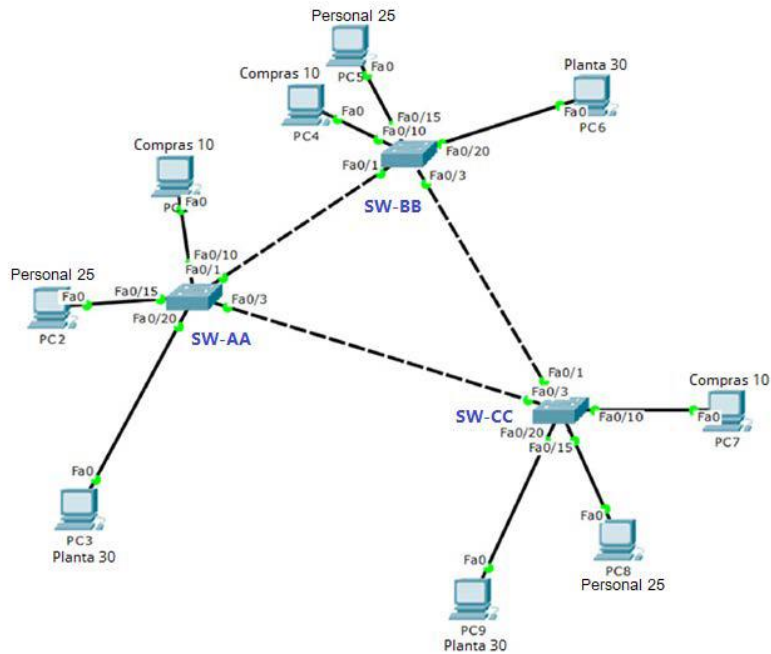 Personal 25
Fa0
PC5
Compras 10
Fa0
PC4
Fa0/15
Fa0/10
Planta 30
Fa0
PC6
Fa0/20
Fa0/1
Fa0/3
SW-BB
Compras 10
Fa0
Fa0/10
Fa0/1
Personal 25
Fa0
PC2
Fa0/15
Fa0/20
Fa0/3
SW-AA
Fa0/1
Fa0/3
SW-CC
Fa0/20
Fa0/15
Fa0/10
Compras 10
Fa0
PC7
Fa0
PC3
Planta 30
Fa0
PC8
Personal 25
Fa0
PC9
Planta 30